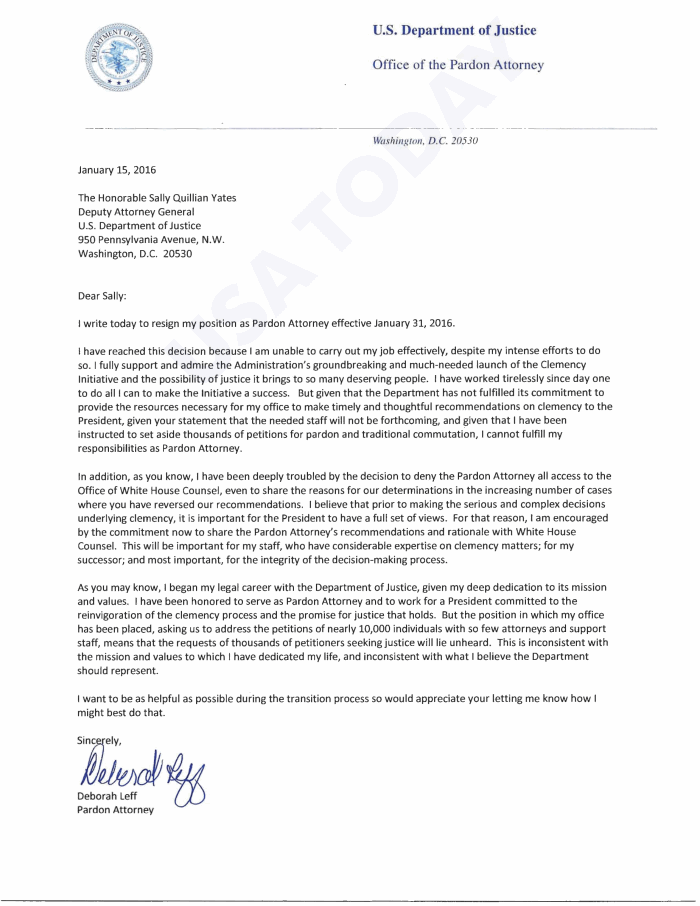 DEPARTMENT OF JUSTICE
U.S. Department of Justice
Office of the Pardon Attorney
Washington, D.C. 20530
USA TODAY
January 15, 2016
The Honorable Sally Quillian Yates
Deputy Attorney General
U.S. Department of Justice
950 Pennsylvania Avenue, N.W.
Washington, D.C. 20530
Dear Sally:
I write today to resign my position as Pardon Attorney effective January 31, 2016.
I have reached this decision because I am unable to carry out my job effectively, despite my intense efforts to do
so. I fully support and admire the Administration's groundbreaking and much-needed launch of the Clemency
Initiative and the possibility of justice it brings to so many deserving people. I have worked tirelessly since day one
to do all I can to make the Initiative a success. But given that the Department has not fulfilled its commitment to
provide the resources necessary for my office to make timely and thoughtful recommendations on clemency to the
President, given your statement that the needed staff will not be forthcoming, and given that I have been
instructed to set aside thousands of petitions for pardon and traditional commutation, I cannot fulfill my
responsibilities as Pardon Attorney.
In addition, as you know, I have been deeply troubled by the decision to deny the Pardon Attorney all access to the
Office of White House Counsel, even to share the reasons for our determinations in the increasing number of cases
where you have reversed our recommendations. I believe that prior to making the serious and complex decisions
underlying clemency, it is important for the President to have a full set of views. For that reason, I am encouraged
by the commitment now to share the Pardon Attorney's recommendations and rationale with White House
Counsel. This will be important for my staff, who have considerable expertise on clemency matters; for my
successor; and most important, for the integrity of the decision-making process.
As you may know, I began my legal career with the Department of Justice, given my deep dedication to its mission
and values. I have been honored to serve as Pardon Attorney and to work for a President committed to the
reinvigoration of the clemency process and the promise for justice that holds. But the position in which my office
has been placed, asking us to address the petitions of nearly 10,000 individuals with so few attorneys and support
staff, means that the requests of thousands of petitioners seeking justice will lie unheard. This is inconsistent with
the mission and values to which I have dedicated my life, and inconsistent with what I believe the Department
should represent.
I want to be as helpful as possible during the transition process so would appreciate your letting me know how I
might best do that.
Sincerely,
Deborah Leff
Deborah Leff
Pardon Attorney